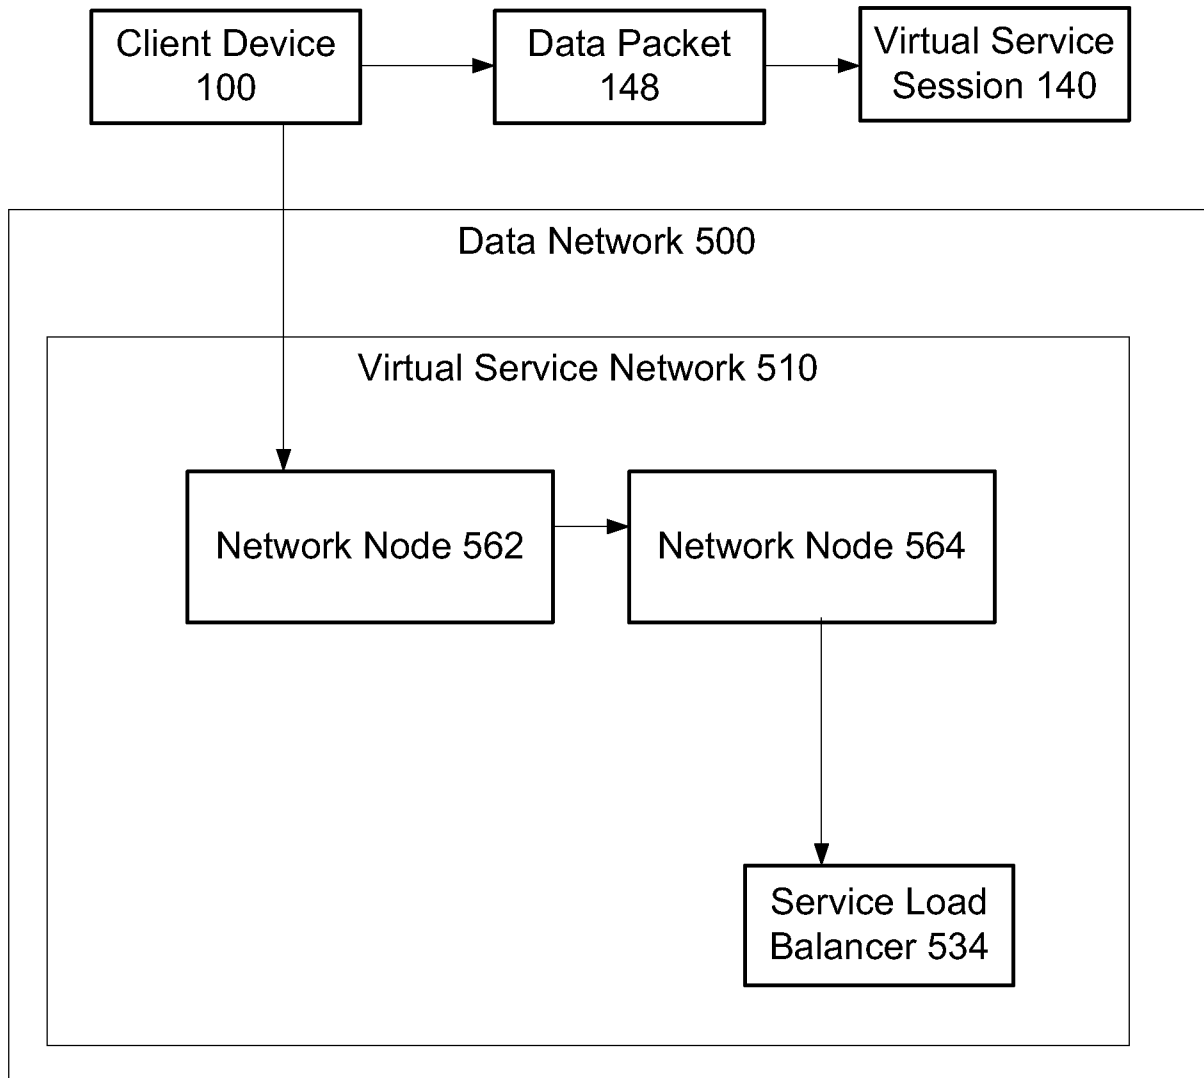 Client Device
100
Data Packet
148
Virtual Service
Session 140
Data Network 500
Virtual Service Network 510
Network Node 562
Network Node 564
Service Load
Balancer 534